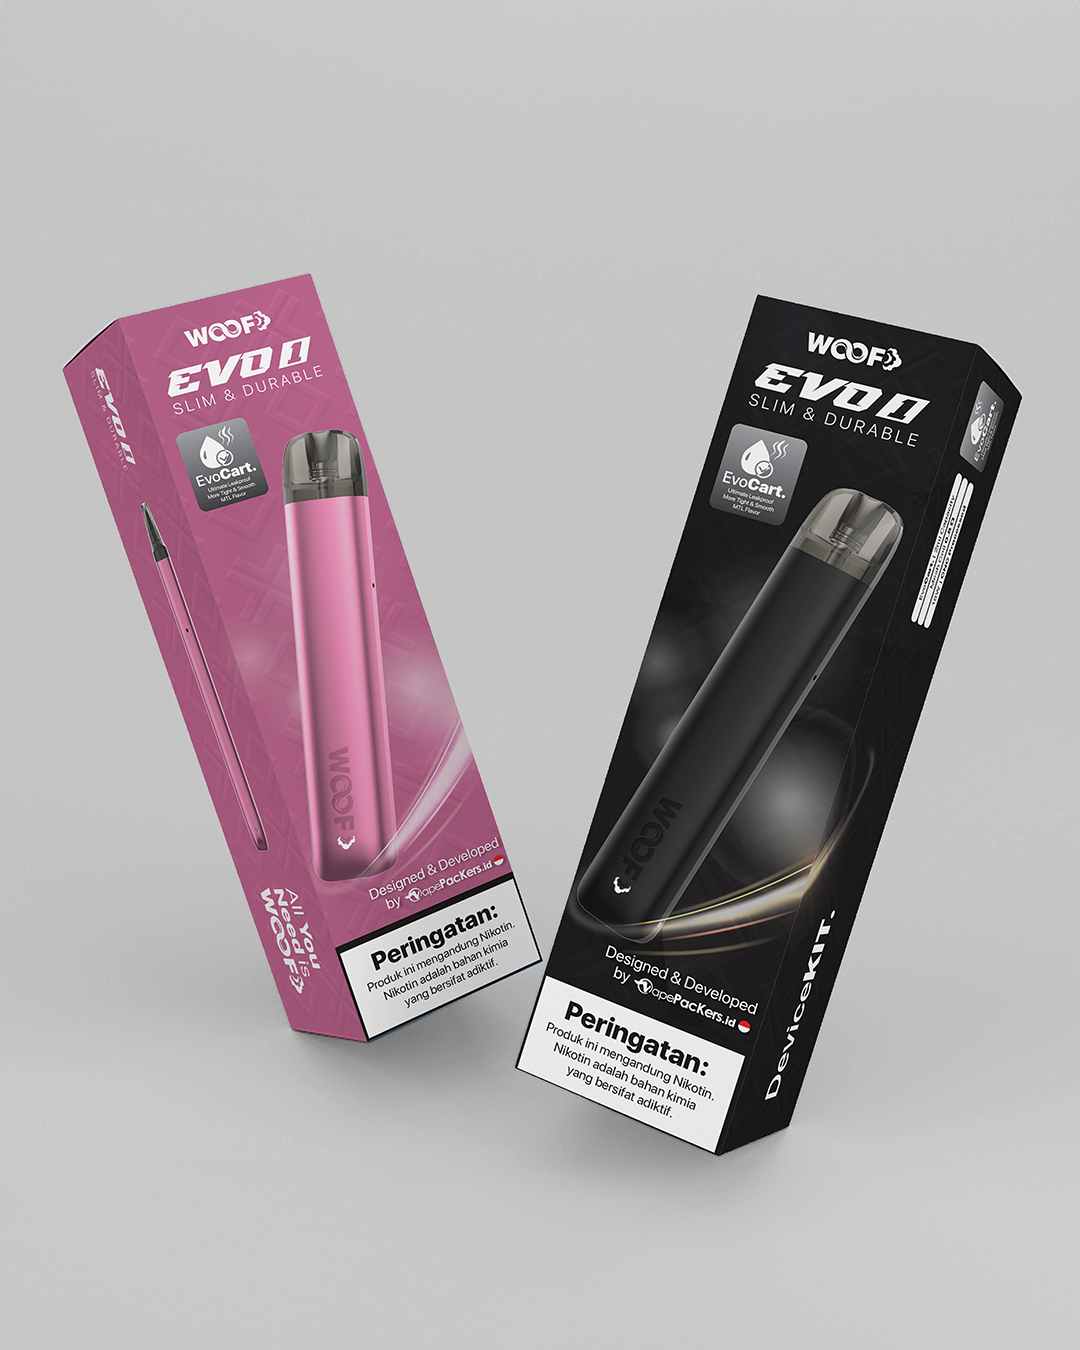 WOOF
EVO 1
SLIM & DURABLE
EvoCart.
Ultimate Leakproof
More Tight & Smooth
MTL Flavor
WOOF
Designed & Developed
by VapePacKers.id
Peringatan:
Produk ini mengandung Nikotin.
Nikotin adalah bahan kimia
yang bersifat adiktif.
EVO 1
SLIM & DURABLE
All You
Need is
WOOF
WOOF
EVO 1
SLIM & DURABLE
EvoCart.
Ultimate Leakproof
More Tight & Smooth
MTL Flavor
WOOF
Designed & Developed
by VapePacKers.id
Peringatan:
Produk ini mengandung Nikotin.
Nikotin adalah bahan kimia
yang bersifat adiktif.
EvoCart.
DeviceKIT.